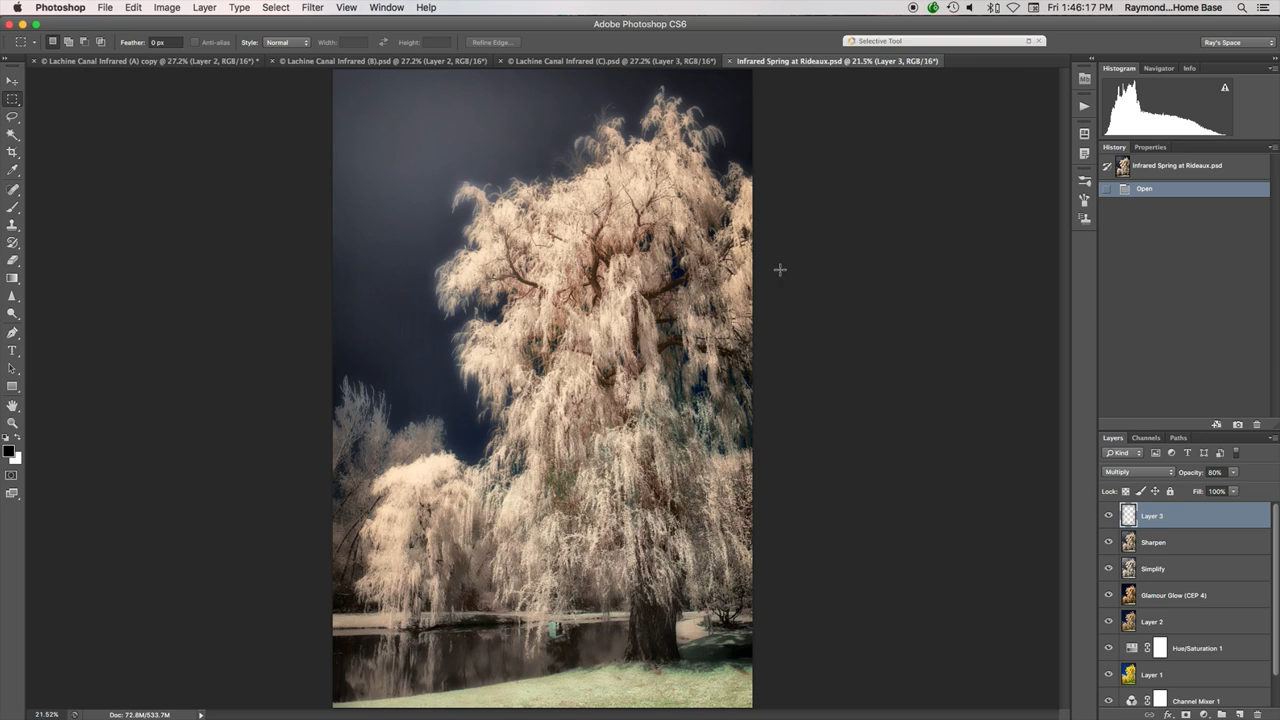 Photoshop File Edit Image Layer Type Select Filter View Window Help Fri 1:46:17 PM Raymond...Home Base
Adobe Photoshop CS6
Feather: 0 px Anti-alias Style: Normal Width: Height: Refine Edge... Selective Tool Ray's Space
© Lachine Canal Infrared (A) copy @ 27.2% (Layer 2, RGB/16*) * © Lachine Canal Infrared (B).psd @ 27.2% (Layer 2, RGB/16*) © Lachine Canal Infrared (C).psd @ 27.2% (Layer 3, RGB/16*) Infrared Spring at Rideaux.psd @ 21.5% (Layer 3, RGB/16*)
Histogram Navigator Info
Mb
History Properties
Infrared Spring at Rideaux.psd
Open
Layers Channels Paths
Kind
Multiply Opacity: 80%
Lock: Fill: 100%
Layer 3
Sharpen
Simplify
Glamour Glow (CEP 4)
Layer 2
Hue/Saturation 1
Layer 1
Channel Mixer 1
21.52% Doc: 72.8M/533.7M